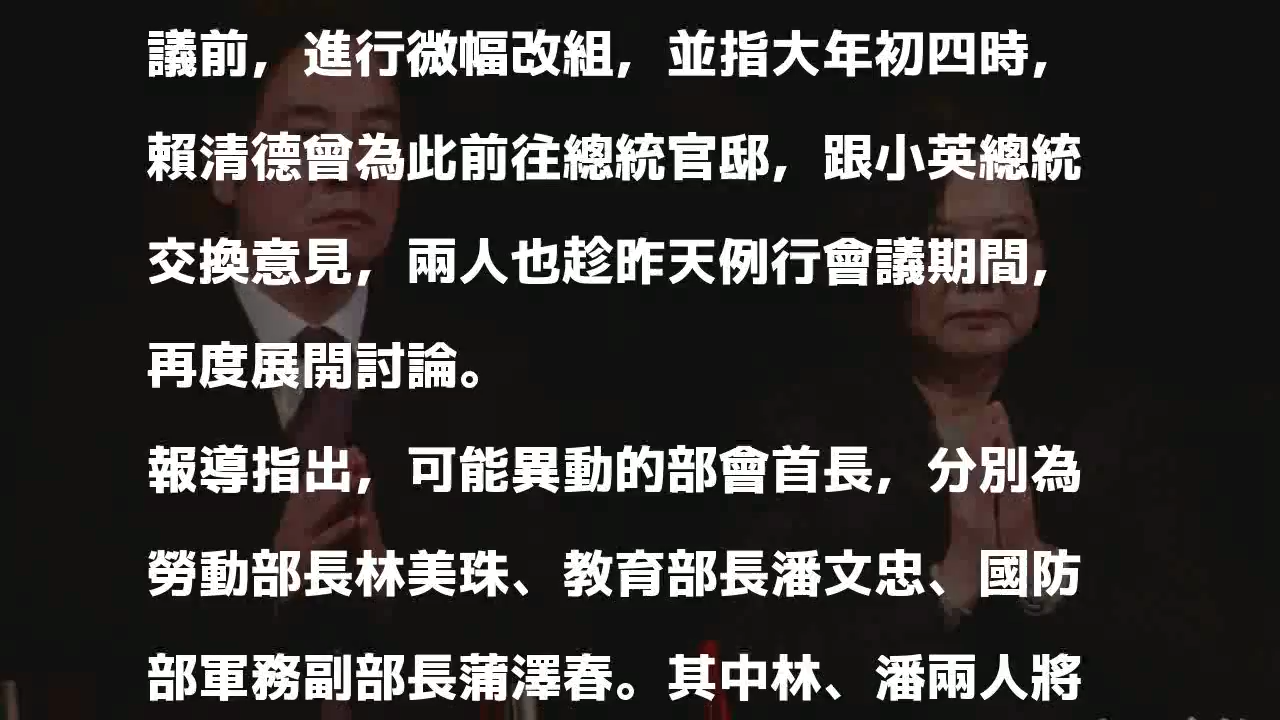 議前，進行微幅改組，並指大年初四時，
賴清德曾為此前往總統官邸，跟小英總統
交換意見，兩人也趁昨天例行會議期間，
再度展開討論。
報導指出，可能異動的部會首長，分別為
勞動部長林美珠、教育部長潘文忠、國防
部軍務副部長蒲澤春。其中林、潘兩人將